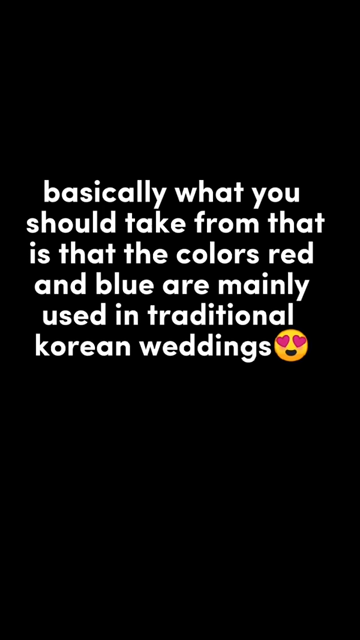 basically what you
should take from that
is that the colors red
and blue are mainly
used in traditional
korean weddings😍